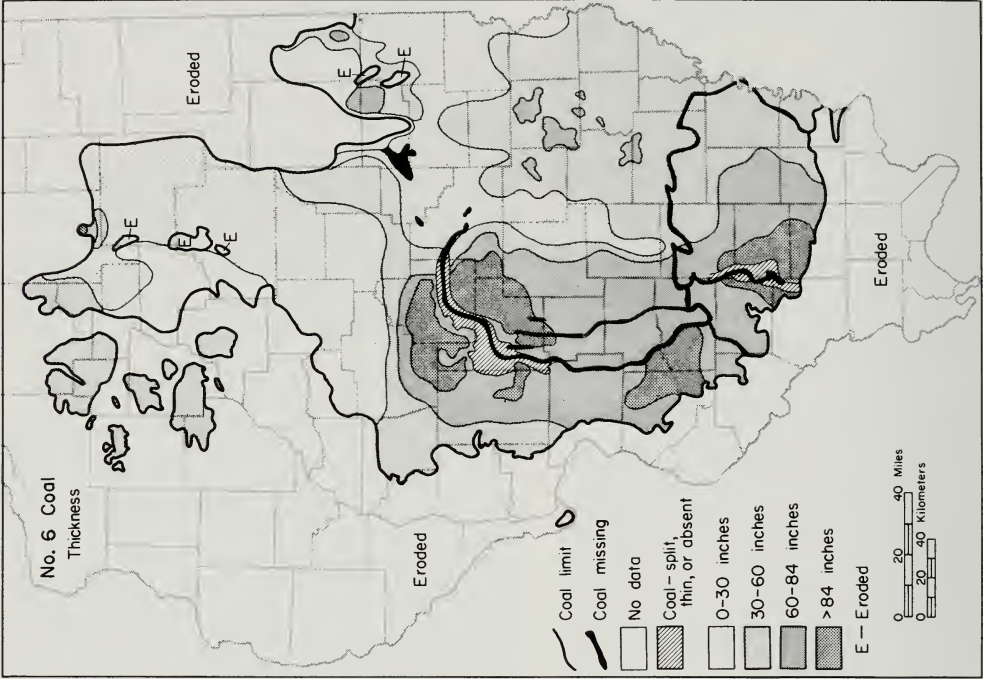 No. 6 Coal
Thickness
Eroded
Eroded
Eroded
E
E
E
E
E
Coal limit
Coal missing
No data
Coal – split,
thin, or absent
0-30 inches
30-60 inches
60-84 inches
>84 inches
E – Eroded
0 20 40 Miles
0 20 40 Kilometers